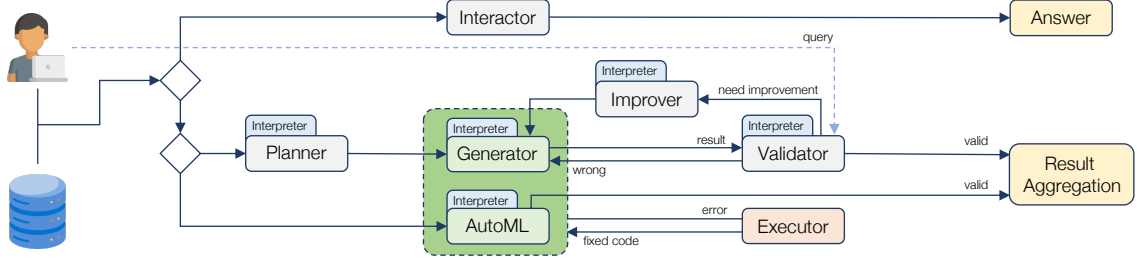 Interactor
Answer
query
Interpreter
Improver
need improvement
Interpreter
Planner
Interpreter
Generator
result
wrong
Interpreter
Validator
valid
Result
Aggregation
valid
Interpreter
AutoML
error
fixed code
Executor